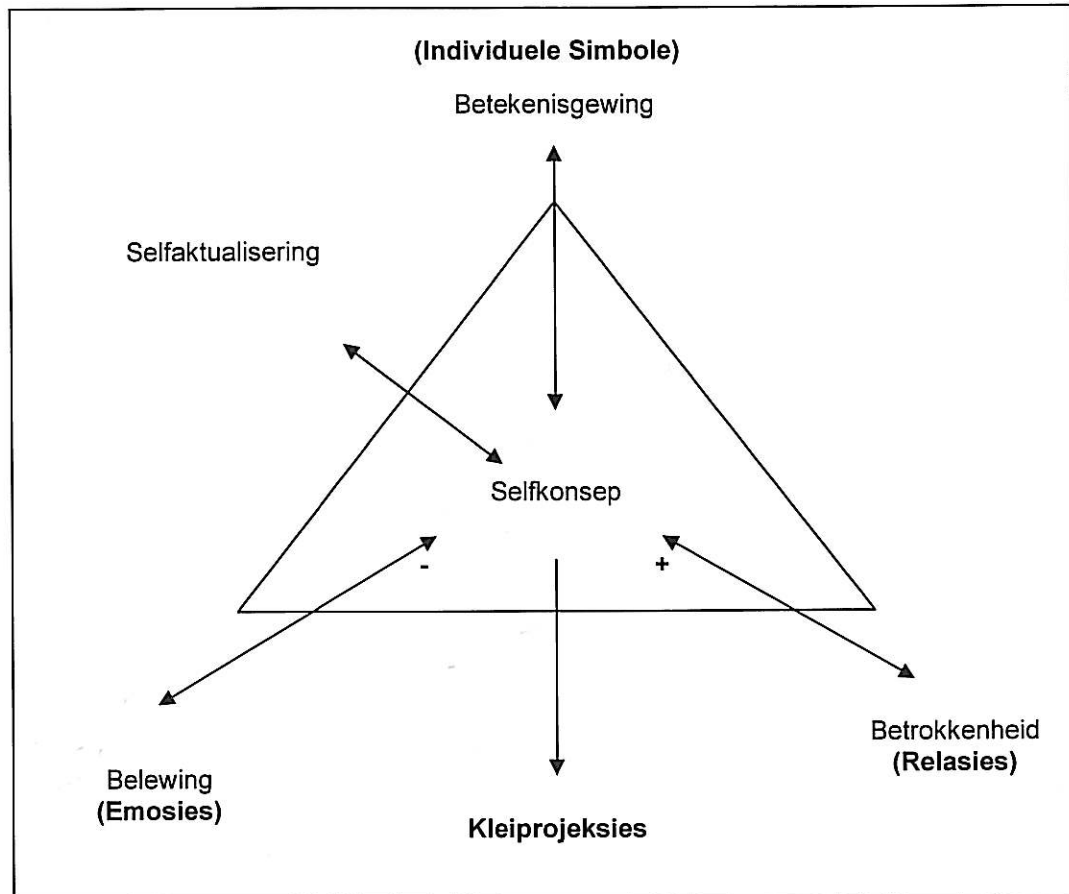 (Individuele Simbole)
Betekenisgewing
Selfaktualisering
Selfkonsep
- +
Betrokkenheid
(Relasies)
Belewing
(Emosies)
Kleiprojeksies